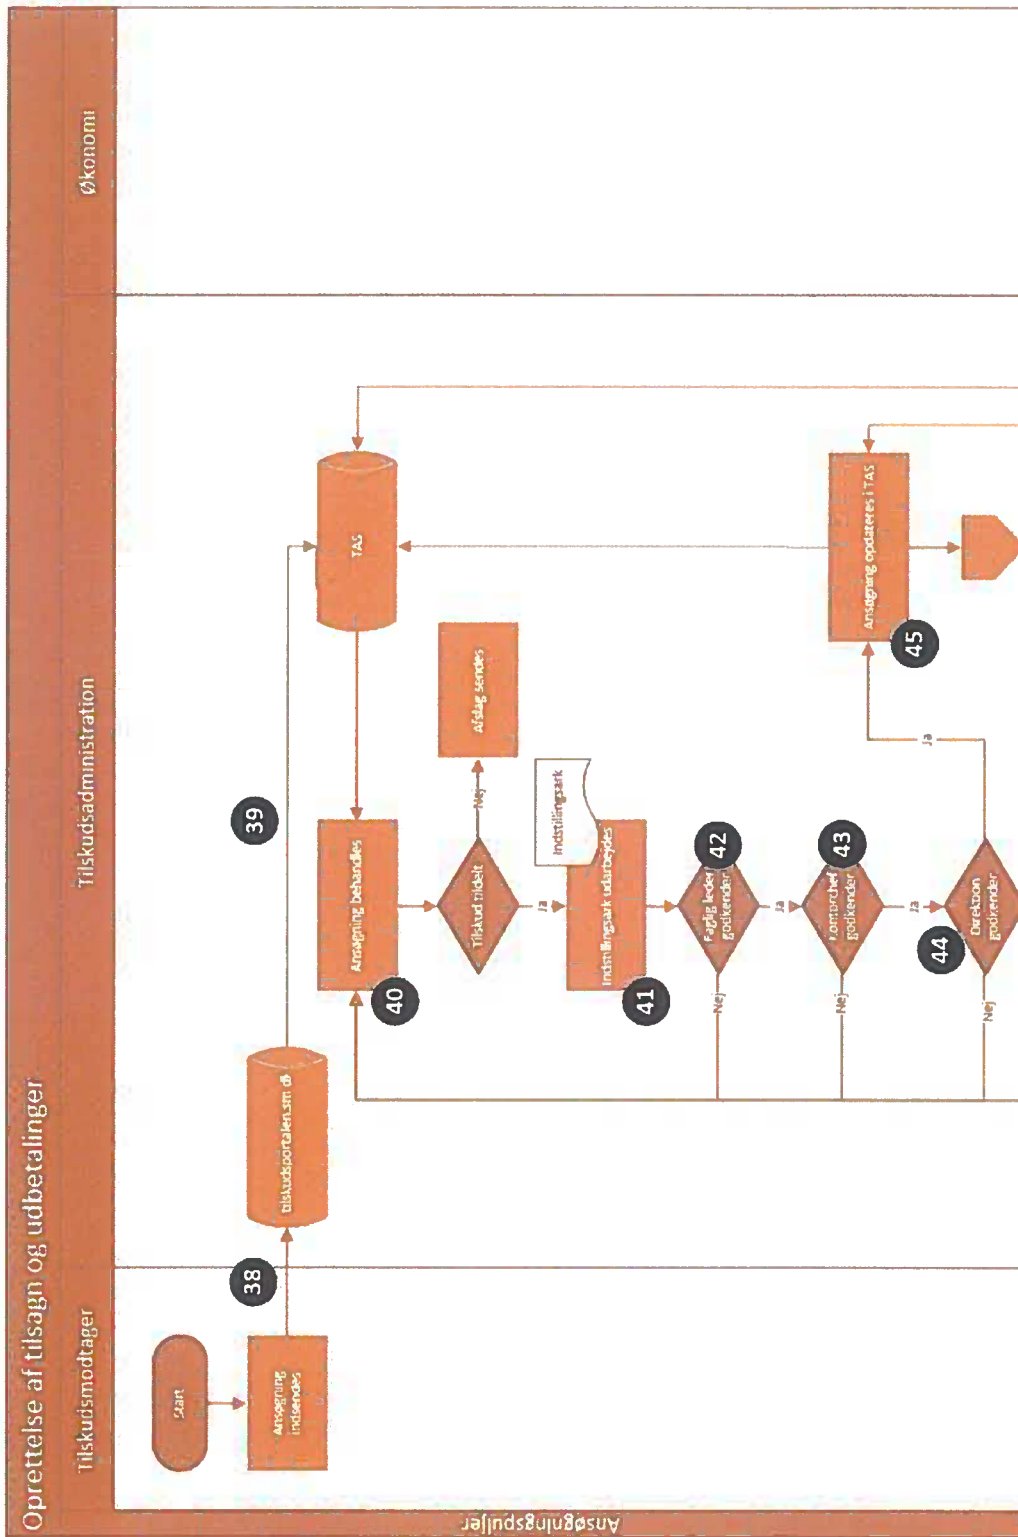 Oprettelse af tilsagn og udbetalinger
Tilskudsmodtager
Tilskudsadministration
Økonomi
Ansøgningspuljer
Start
Ansøgning
indsendes
38
tilskudsportalen.sm.dk
39
TAS
40
Ansøgning behandles
Tilskud tildelt
Nej
Afslag sendes
Ja
Indstillingsark
41
Indstillingsark udarbejdes
42
Faglig leder
godkender
Nej
Ja
43
Kontorchef
godkender
Nej
Ja
44
Direktion
godkender
Nej
Ja
45
Ansøgning opdateres i TAS